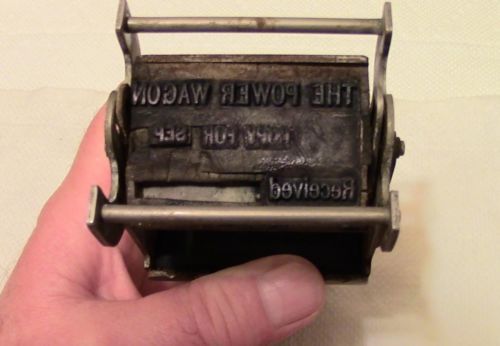 THE POWER WAGON
COPY FOR SEP
Received